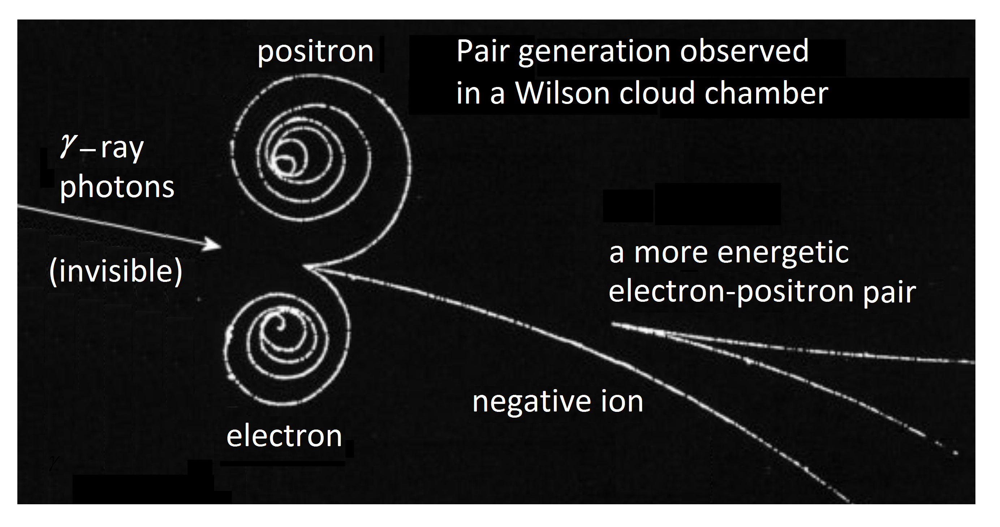 positron
Pair generation observed
in a Wilson cloud chamber
γ – ray
photons
(invisible)
a more energetic
electron-positron pair
negative ion
electron
γ